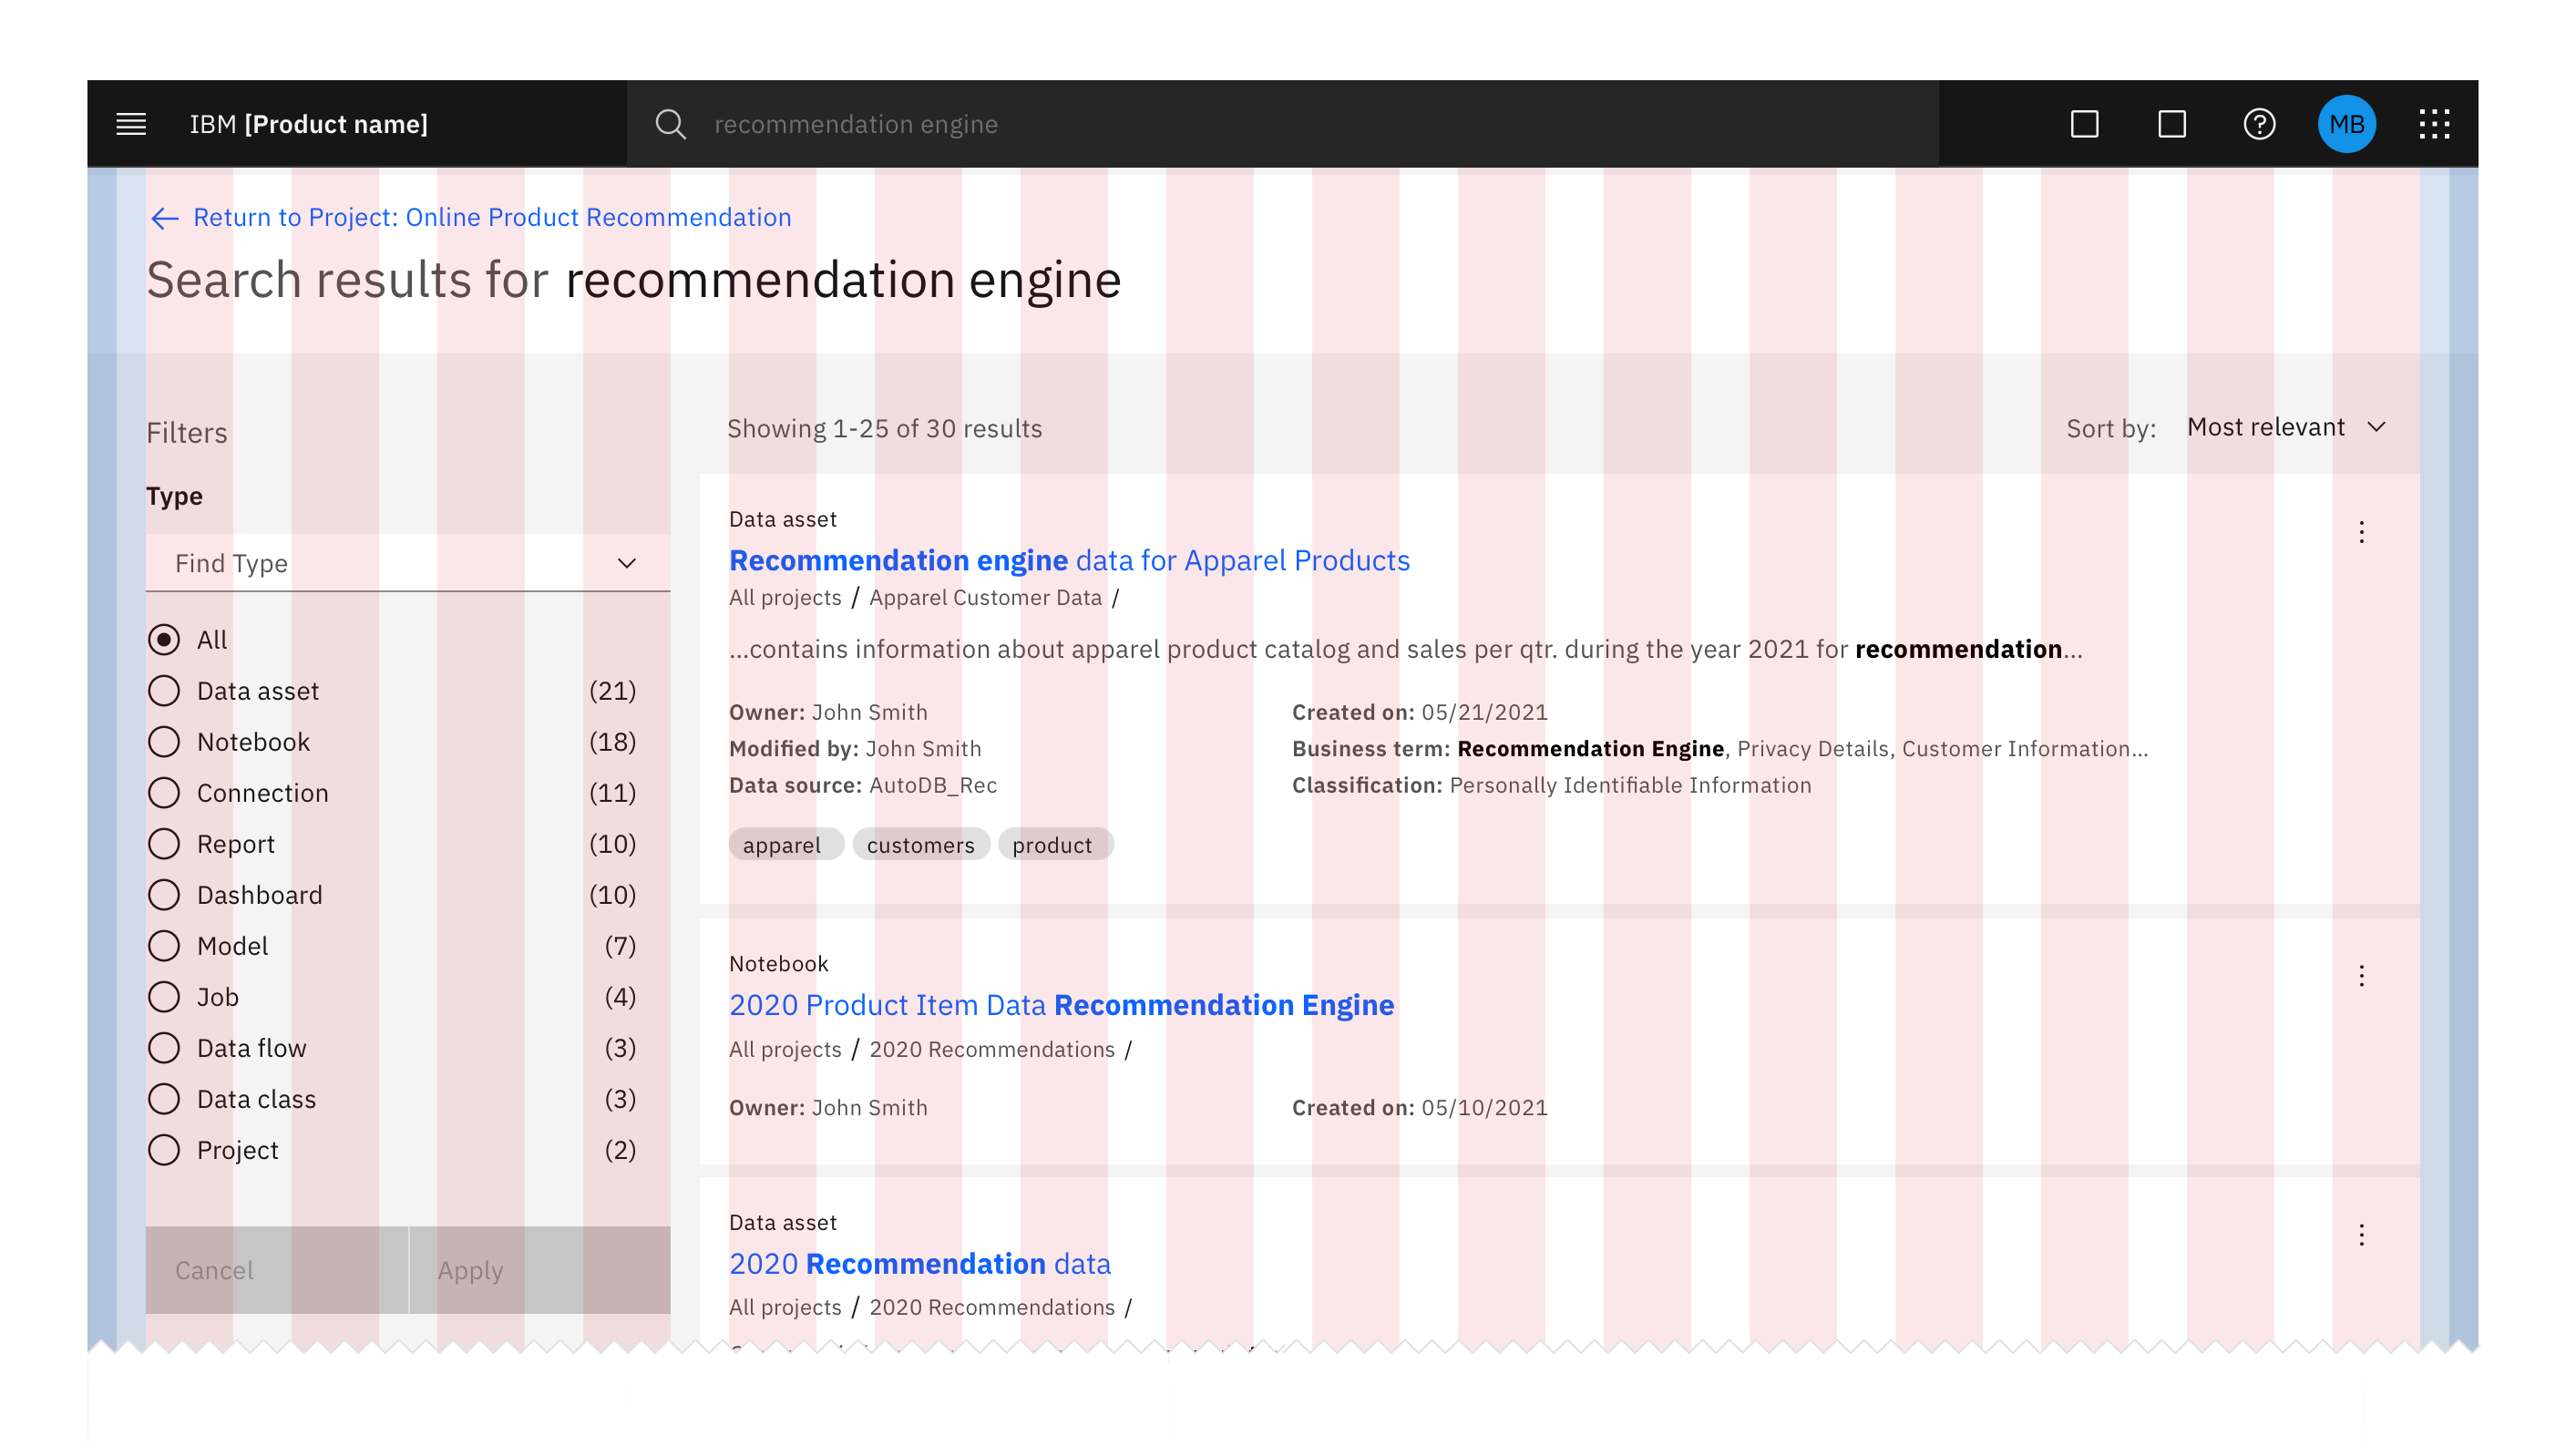 IBM [Product name]
recommendation engine
MB
Return to Project: Online Product Recommendation
Search results for recommendation engine
Filters
Type
Find Type
All
Data asset (21)
Notebook (18)
Connection (11)
Report (10)
Dashboard (10)
Model (7)
Job (4)
Data flow (3)
Data class (3)
Project (2)
Cancel
Apply
Showing 1-25 of 30 results
Sort by: Most relevant
Data asset
Recommendation engine data for Apparel Products
All projects / Apparel Customer Data /
...contains information about apparel product catalog and sales per qtr. during the year 2021 for recommendation...
Owner: John Smith
Modified by: John Smith
Data source: AutoDB_Rec
Created on: 05/21/2021
Business term: Recommendation Engine, Privacy Details, Customer Information...
Classification: Personally Identifiable Information
apparel
customers
product
Notebook
2020 Product Item Data Recommendation Engine
All projects / 2020 Recommendations /
Owner: John Smith
Created on: 05/10/2021
Data asset
2020 Recommendation data
All projects / 2020 Recommendations /